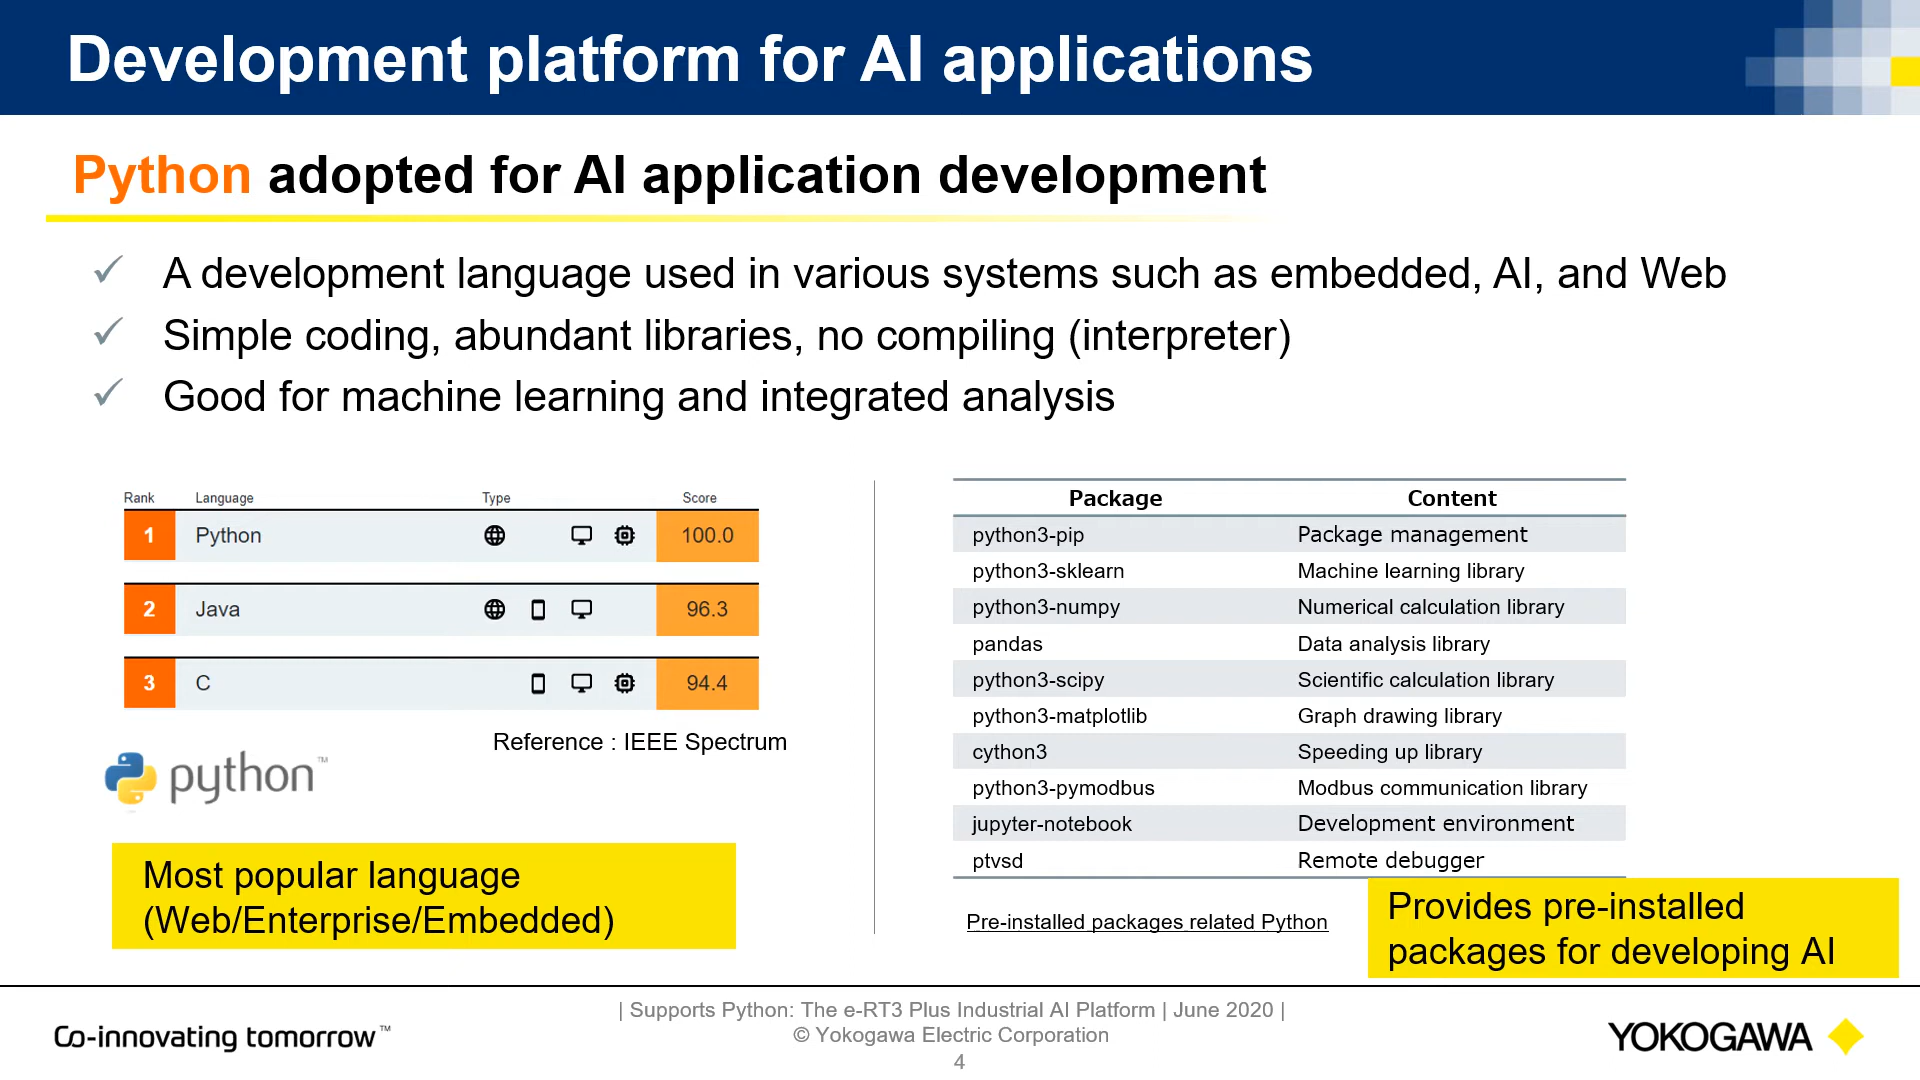 Development platform for AI applications
Python adopted for AI application development
A development language used in various systems such as embedded, AI, and Web
Simple coding, abundant libraries, no compiling (interpreter)
Good for machine learning and integrated analysis
Rank Language Type Score
1 Python 100.0
2 Java 96.3
3 C 94.4
Reference : IEEE Spectrum
python™
Most popular language
(Web/Enterprise/Embedded)
Package Content
python3-pip Package management
python3-sklearn Machine learning library
python3-numpy Numerical calculation library
pandas Data analysis library
python3-scipy Scientific calculation library
python3-matplotlib Graph drawing library
cython3 Speeding up library
python3-pymodbus Modbus communication library
jupyter-notebook Development environment
ptvsd Remote debugger
Pre-installed packages related Python
Provides pre-installed
packages for developing AI
Co-innovating tomorrow™
| Supports Python: The e-RT3 Plus Industrial AI Platform | June 2020 |
© Yokogawa Electric Corporation
4
YOKOGAWA